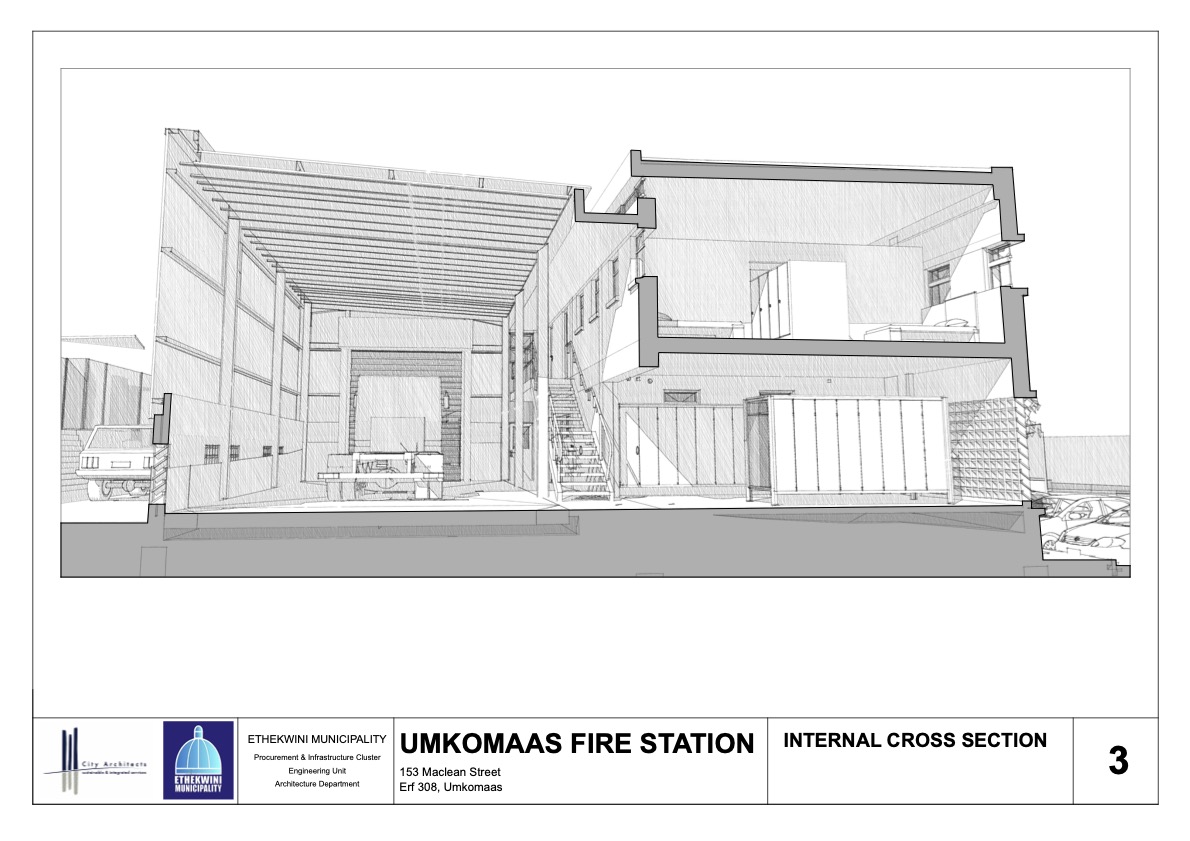 City Architects
sustainable & integrated services
ETHEKWINI
MUNICIPALITY
ETHEKWINI MUNICIPALITY
Procurement & Infrastructure Cluster
Engineering Unit
Architecture Department
UMKOMAAS FIRE STATION
153 Maclean Street
Erf 308, Umkomaas
INTERNAL CROSS SECTION
3